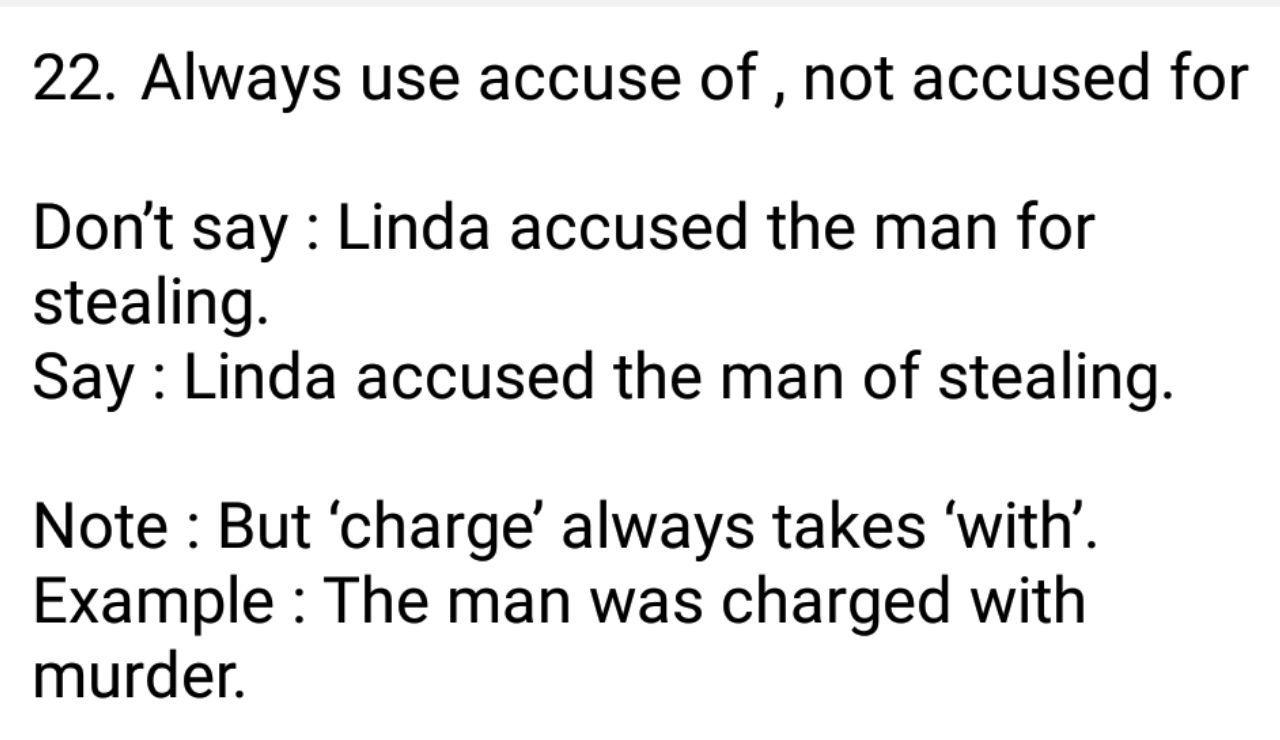 22. Always use accuse of , not accused for
Don’t say : Linda accused the man for
stealing.
Say : Linda accused the man of stealing.
Note : But ‘charge’ always takes ‘with’.
Example : The man was charged with
murder.